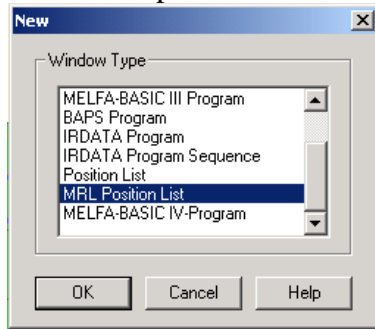 New
Window Type
MELFA-BASIC III Program
BAPS Program
IRDATA Program
IRDATA Program Sequence
Position List
MRL Position List
MELFA-BASIC IV-Program
OK Cancel Help